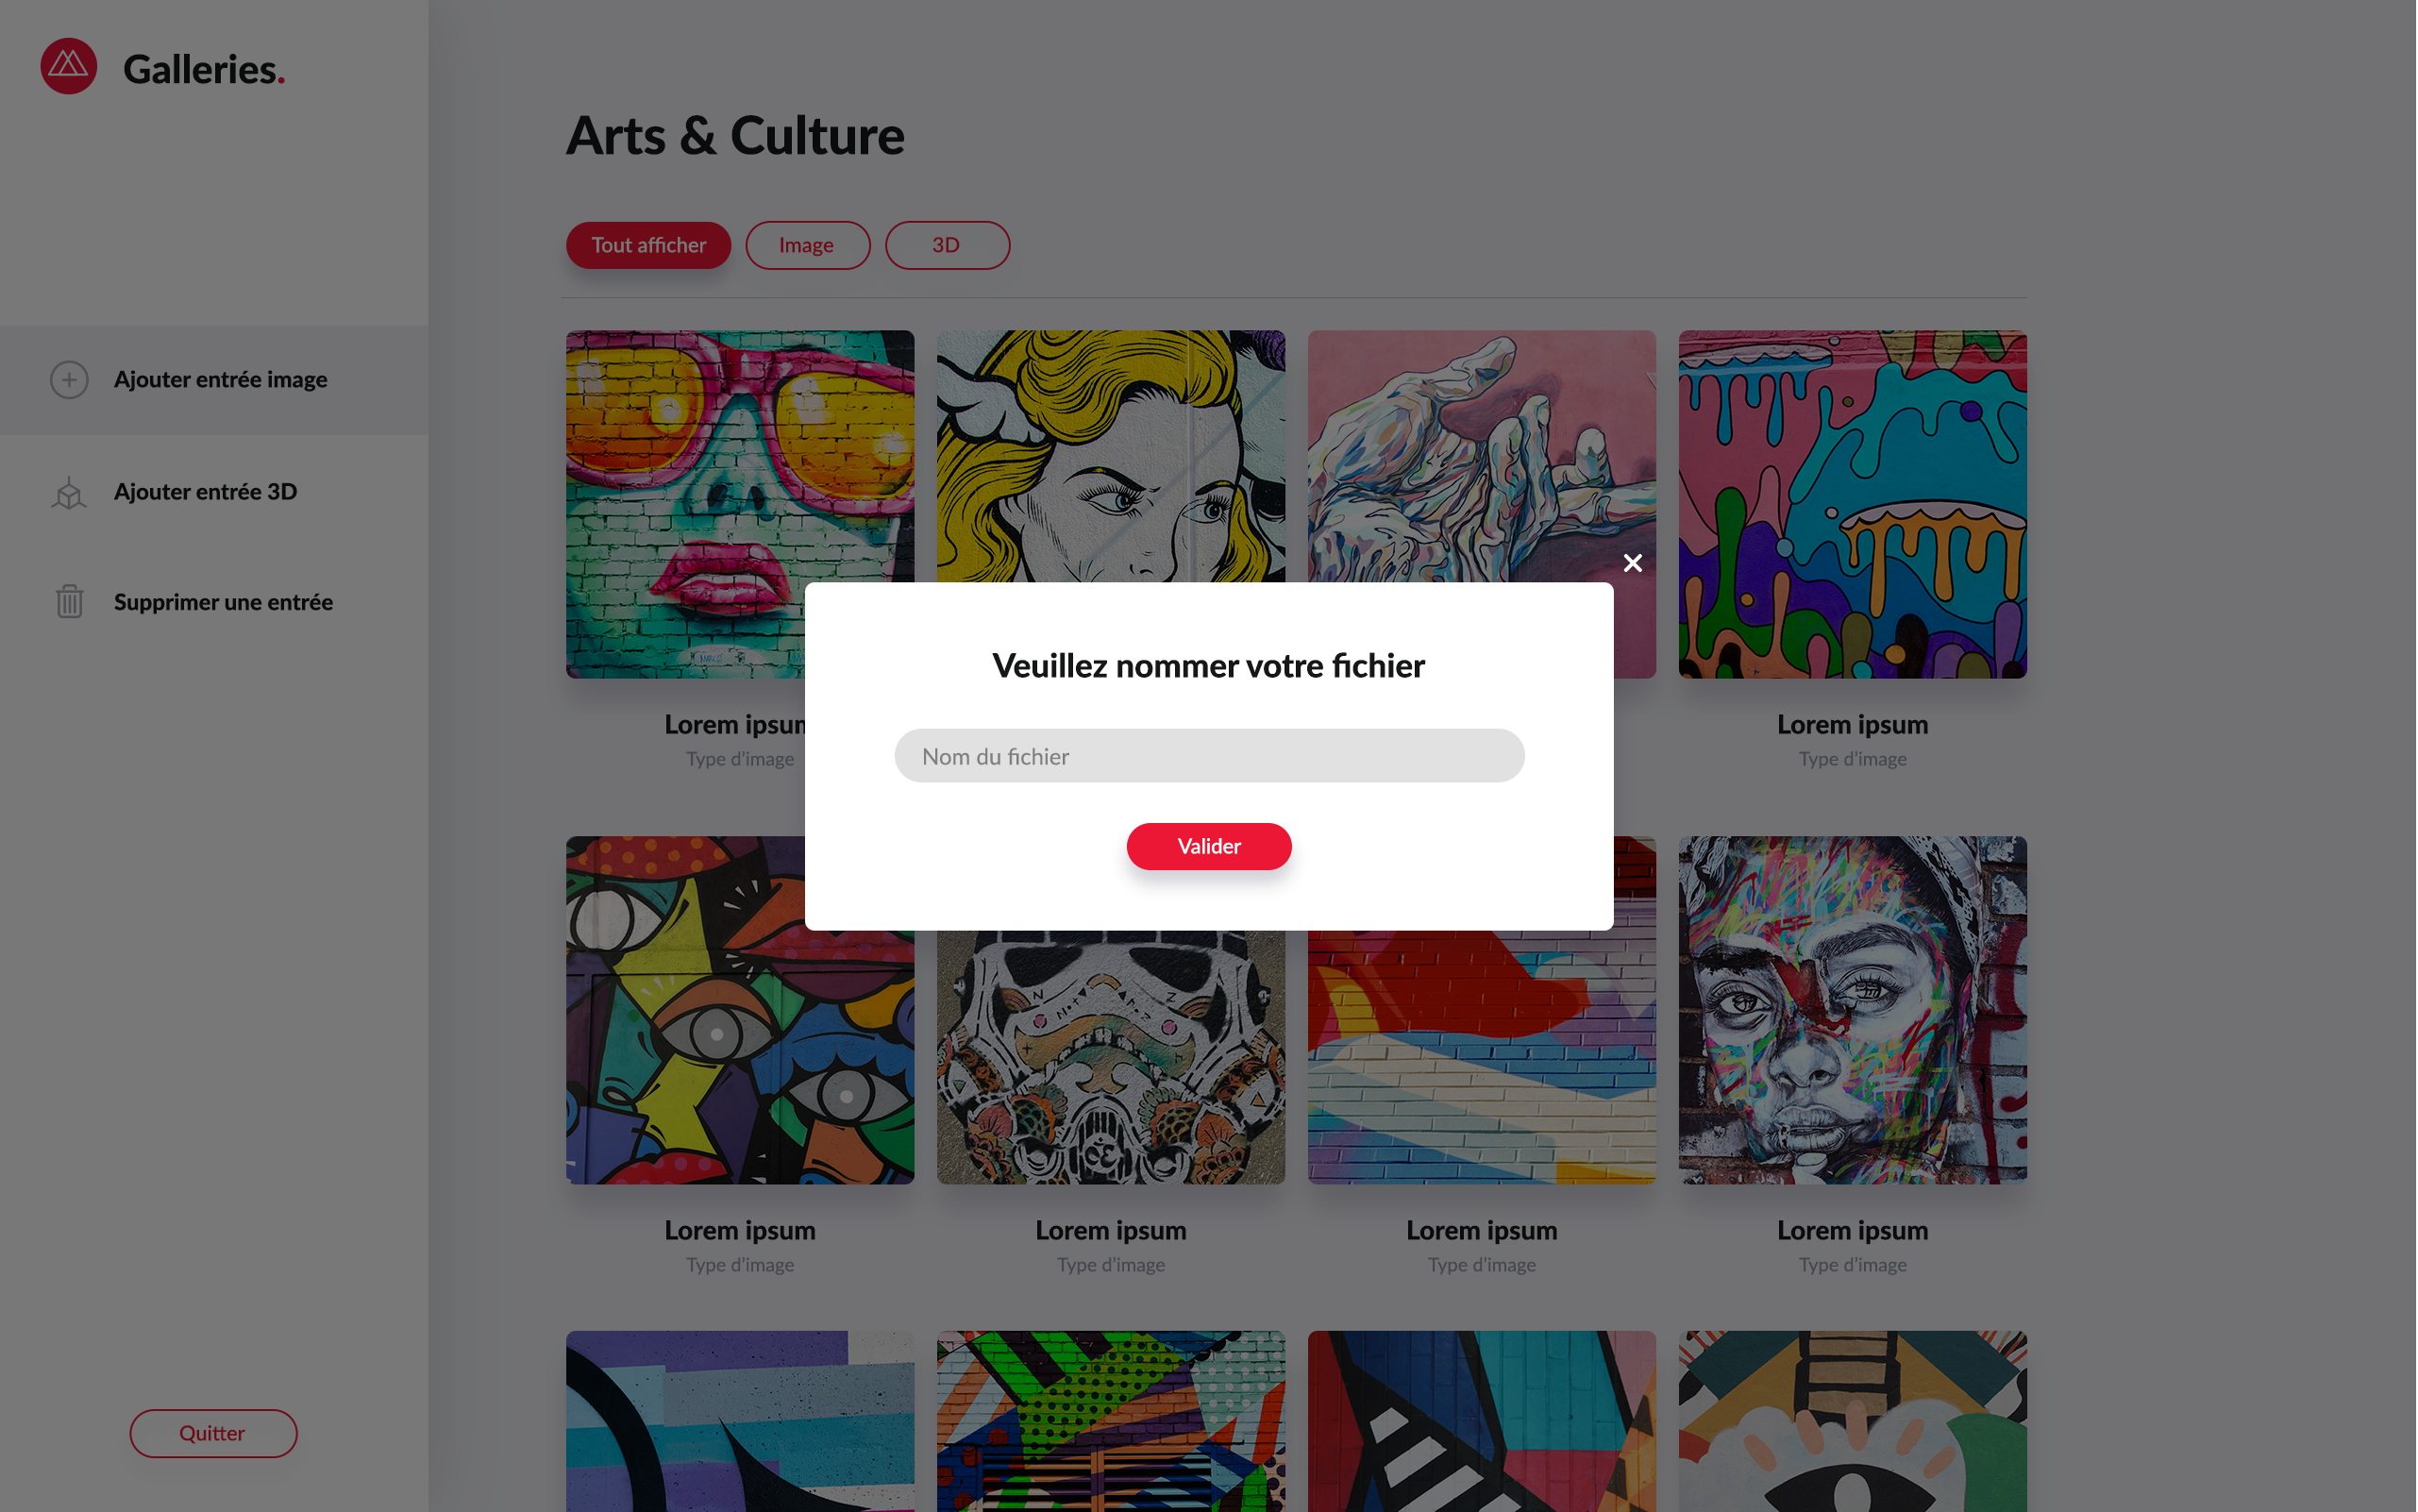 Galleries.
Arts & Culture
Tout afficher
Image
3D
Ajouter entrée image
Ajouter entrée 3D
Supprimer une entrée
Veuillez nommer votre fichier
Nom du fichier
Valider
Lorem ipsum
Type d'image
Lorem ipsum
Type d'image
Lorem ipsum
Type d'image
Lorem ipsum
Type d'image
Lorem ipsum
Type d'image
Lorem ipsum
Type d'image
Quitter